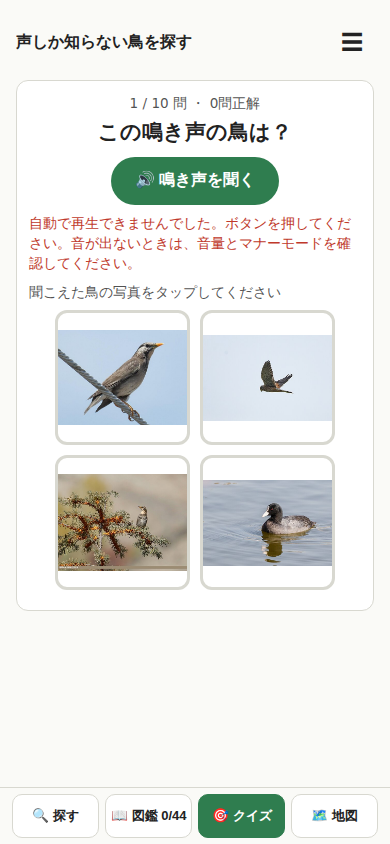 声しか知らない鳥を探す
☰
1 / 10 問 ・ 0問正解
この鳴き声の鳥は？
🔊 鳴き声を聞く
自動で再生できませんでした。ボタンを押してくだ
さい。音が出ないときは、音量とマナーモードを確
認してください。
聞こえた鳥の写真をタップしてください
🔍 探す
📖 図鑑 0/44
🎯 クイズ
🗺️ 地図